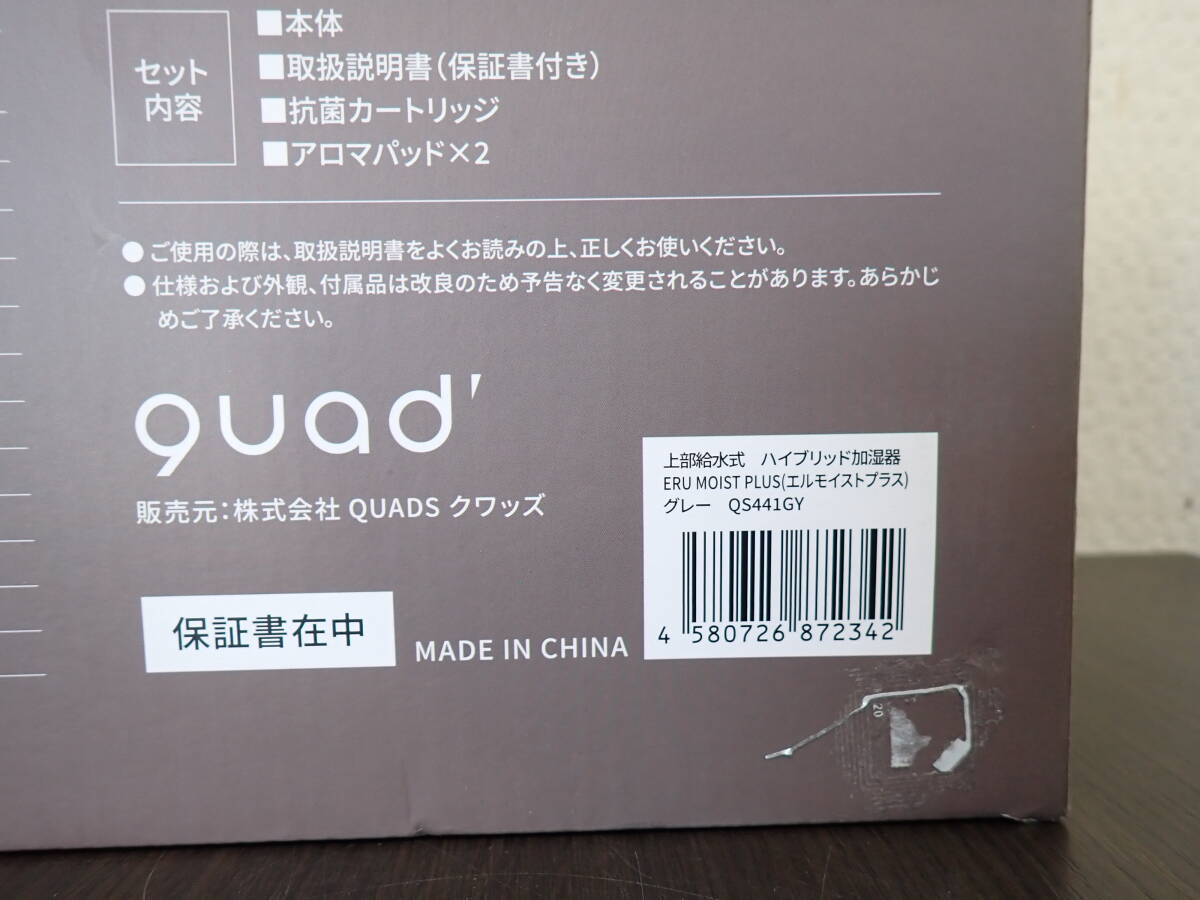 セット
内容
■本体
■取扱説明書(保証書付き)
■抗菌カートリッジ
■アロマパッド×2
● ご使用の際は、取扱説明書をよくお読みの上、正しくお使いください。
● 仕様および外観、付属品は改良のため予告なく変更されることがあります。あらかじ
めご了承ください。
quad'
販売元:株式会社 QUADS クワッズ
保証書在中
MADE IN CHINA
上部給水式 ハイブリッド加湿器
ERU MOIST PLUS(エルモイストプラス)
グレー QS441GY
4 580726 872342
20